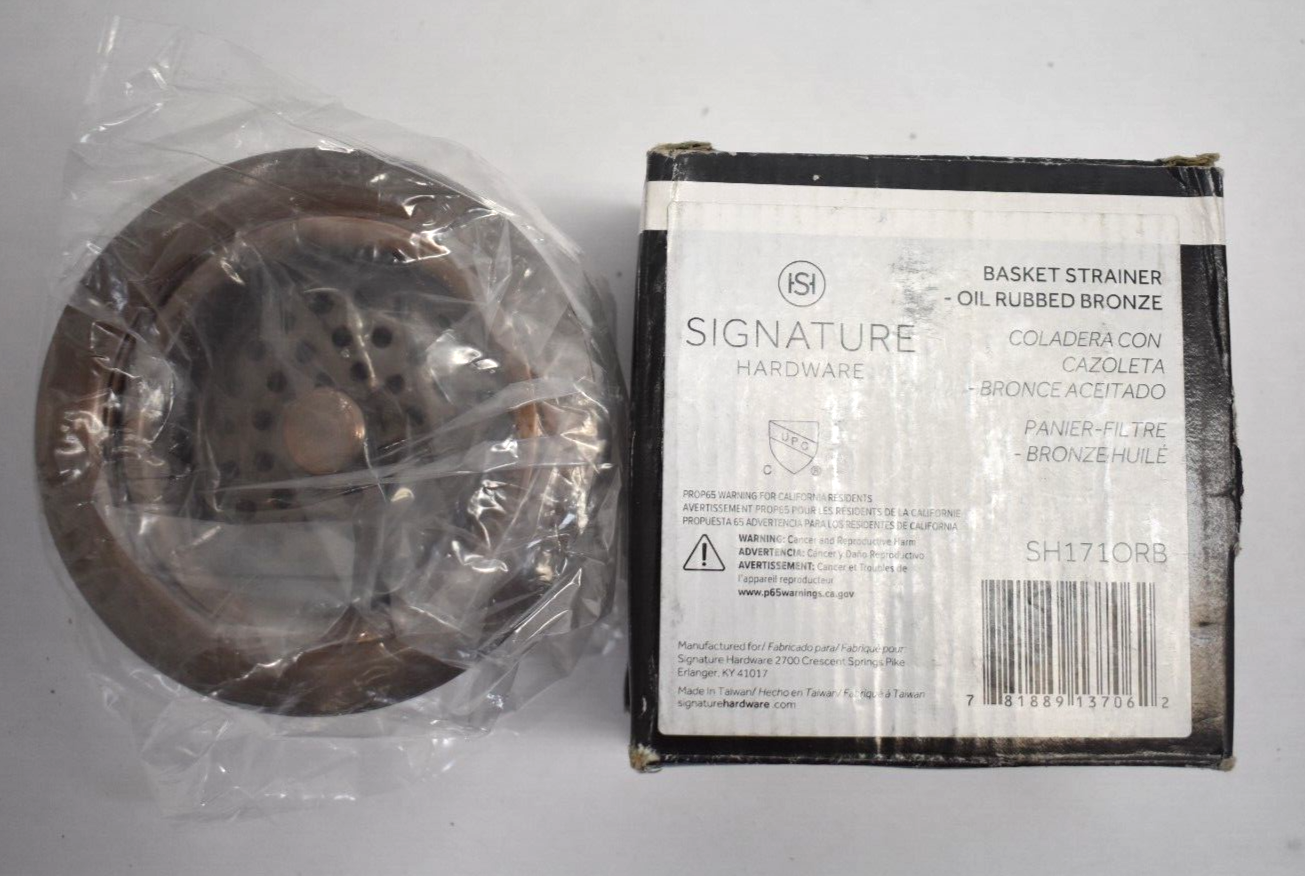 HSH
SIGNATURE
HARDWARE
BASKET STRAINER
- OIL RUBBED BRONZE
COLADERA CON
CAZOLETA
- BRONCE ACEITADO
PANIER-FILTRE
- BRONZE HUILÉ
UPC
C ®
PROP65 WARNING FOR CALIFORNIA RESIDENTS
AVERTISSEMENT PROP65 POUR LES RESIDENTS DE LA CALIFORNIE
PROPUESTA 65 ADVERTENCIA PARA LOS RESIDENTES DE CALIFORNIA
WARNING: Cancer and Reproductive Harm
ADVERTENCIA: Cancer y Daño Reproductivo
AVERTISSEMENT: Cancer et Troubles de
l'appareil reproducteur
www.p65warnings.ca.gov
SH171ORB
Manufactured for/ Fabricado para/ Fabriqué pour
Signature Hardware 2700 Crescent Springs Pike
Erlanger, KY 41017
Made In Taiwan/ Hecho en Taiwan/ Fabriqué à Taiwan
signaturehardware.com
7 81889 13706 2